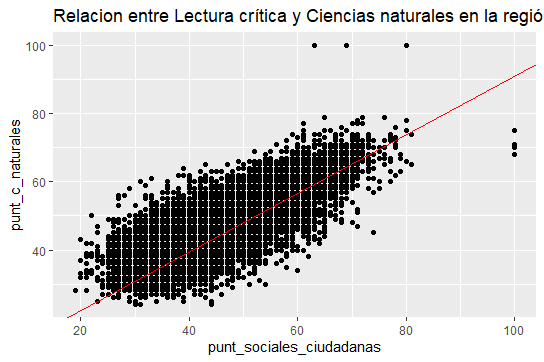 Relacion entre Lectura crítica y Ciencias naturales en la regió
100
80
60
40
punt_c_naturales
20 40 60 80 100
punt_sociales_ciudadanas